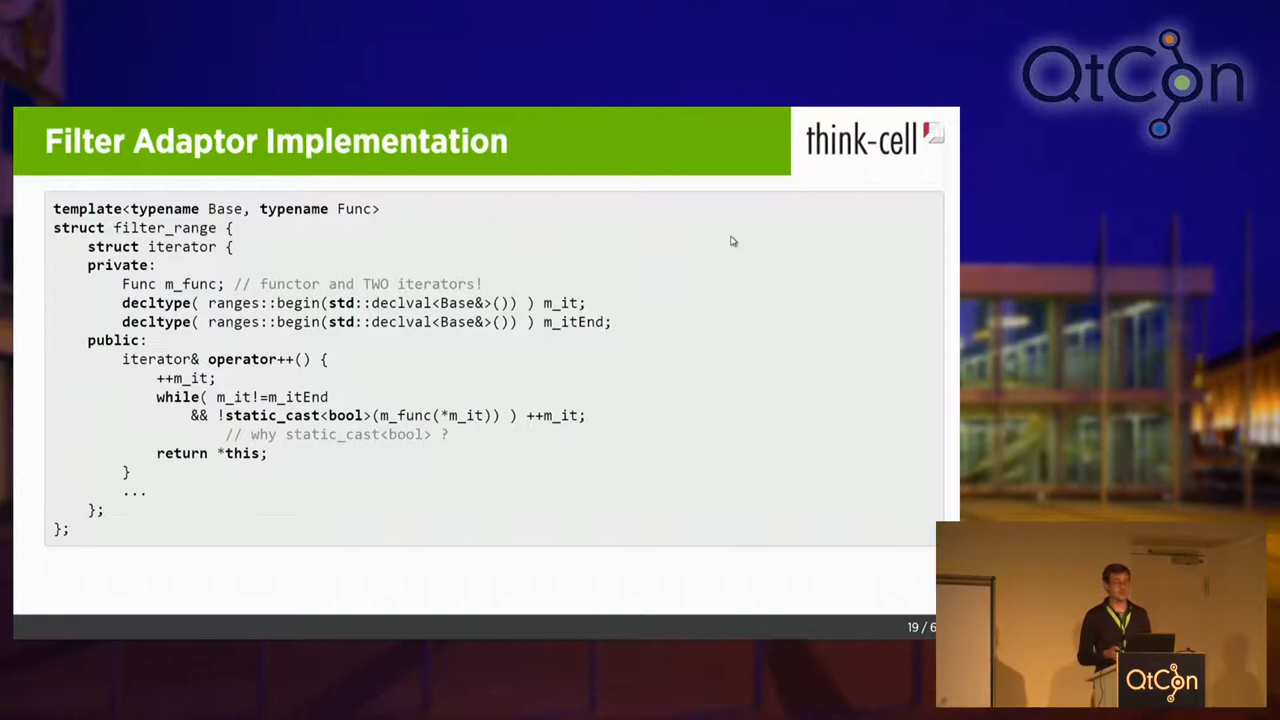 QtCon
Filter Adaptor Implementation
think-cell
template<typename Base, typename Func>
struct filter_range {
struct iterator {
private:
Func m_func; // functor and TWO iterators!
decltype( ranges::begin(std::declval<Base&>()) ) m_it;
decltype( ranges::begin(std::declval<Base&>()) ) m_itEnd;
public:
iterator& operator++() {
++m_it;
while( m_it!=m_itEnd
&& !static_cast<bool>(m_func(*m_it)) ) ++m_it;
// why static_cast<bool> ?
return *this;
}
...
};
};
19 / 6
QtCon